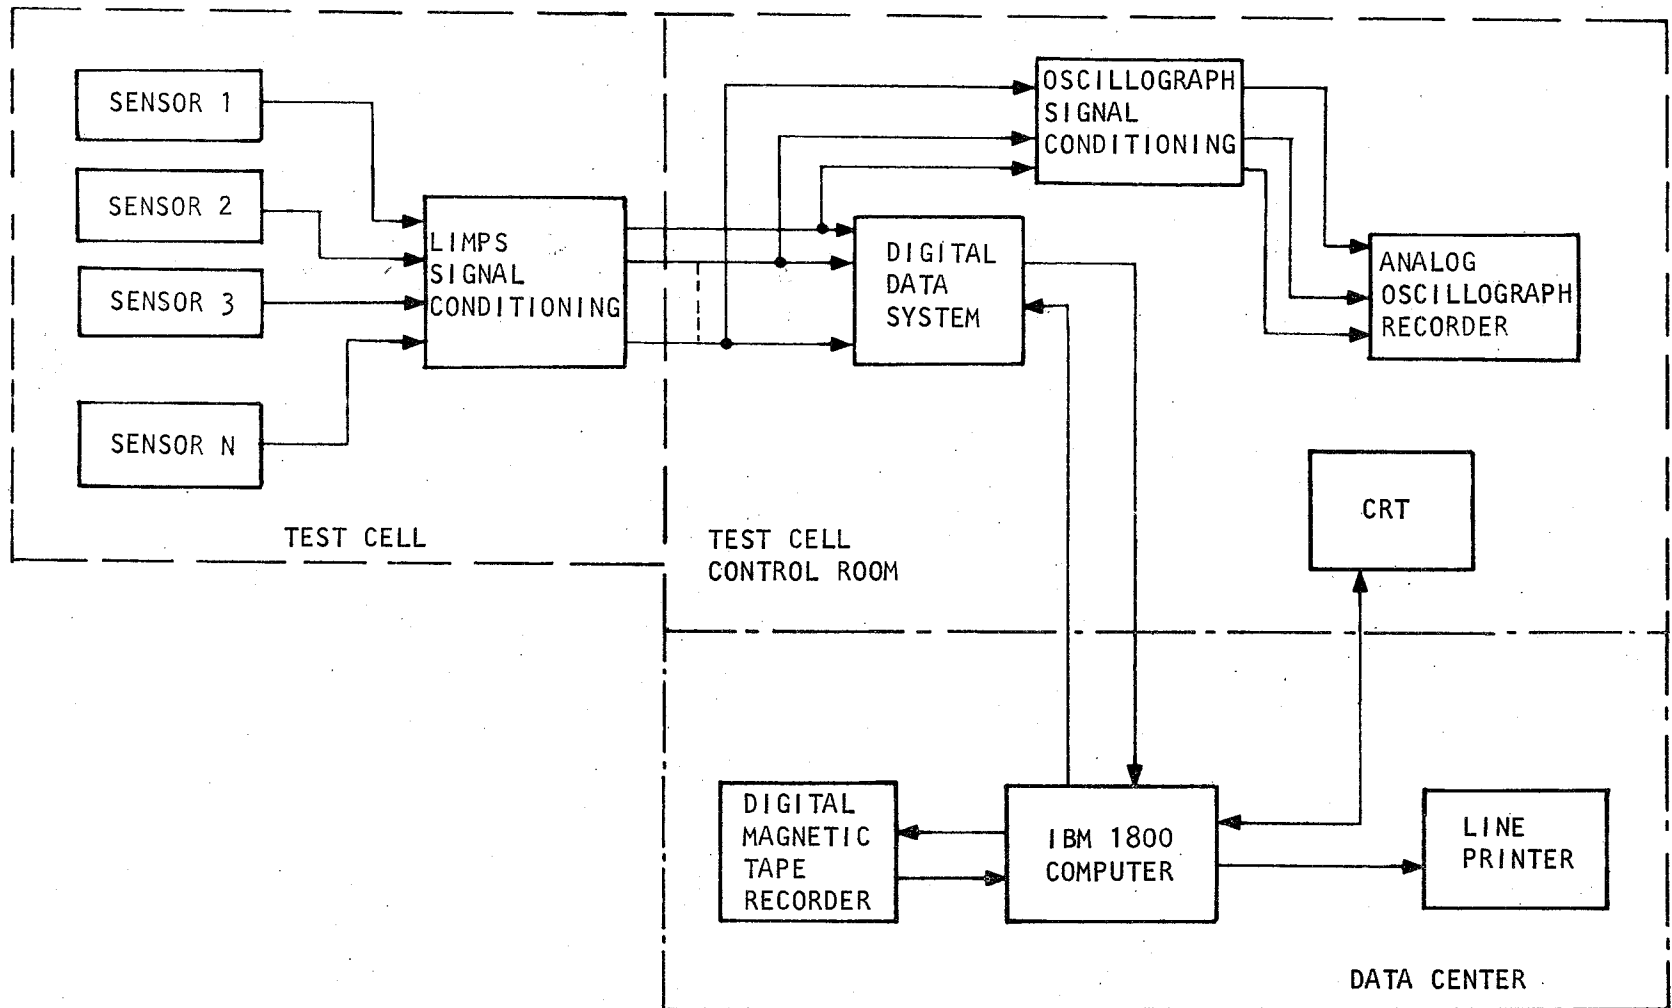 SENSOR 1
SENSOR 2
SENSOR 3
SENSOR N
LIMPS
SIGNAL
CONDITIONING
TEST CELL
OSCILLOGRAPH
SIGNAL
CONDITIONING
DIGITAL
DATA
SYSTEM
ANALOG
OSCILLOGRAPH
RECORDER
CRT
TEST CELL
CONTROL ROOM
DIGITAL
MAGNETIC
TAPE
RECORDER
IBM 1800
COMPUTER
LINE
PRINTER
DATA CENTER